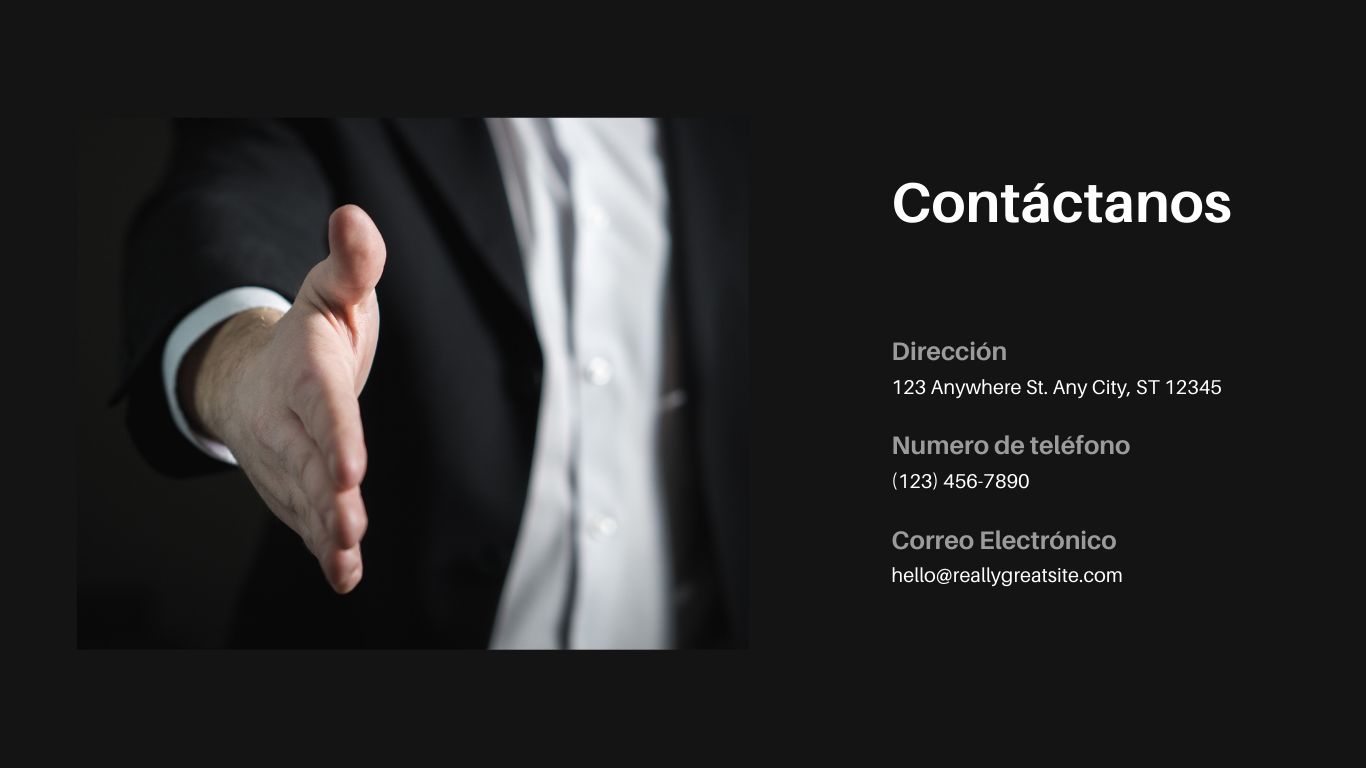 Contáctanos
Dirección
123 Anywhere St. Any City, ST 12345
Numero de teléfono
(123) 456-7890
Correo Electrónico
hello@reallygreatsite.com